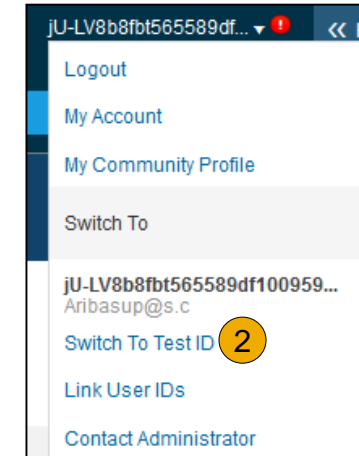 jU-LV8b8fbt565589df...
Logout
My Account
My Community Profile
Switch To
jU-LV8b8fbt565589df100959...
Aribasup@s.c
Switch To Test ID 2
Link User IDs
Contact Administrator